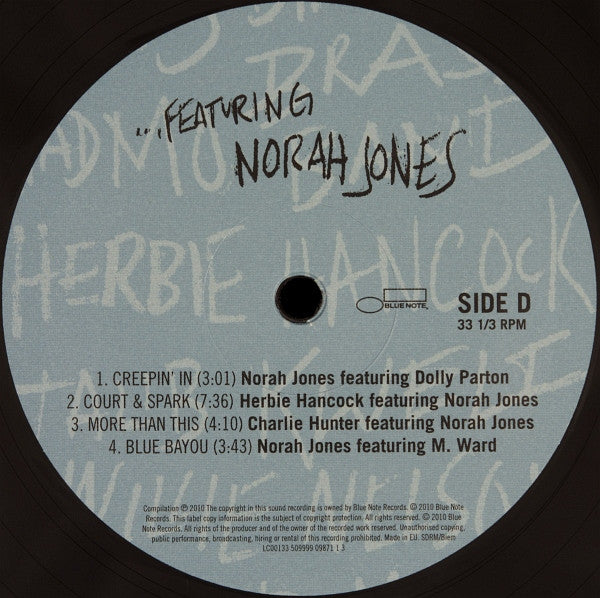 DRA
ADMO BAND
...FEATURING
NORAH JONES
HERBIE HANCOCK
BLUE NOTE
SIDE D
33 1/3 RPM
1. CREEPIN' IN (3:01) Norah Jones featuring Dolly Parton
2. COURT & SPARK (7:36) Herbie Hancock featuring Norah Jones
3. MORE THAN THIS (4:10) Charlie Hunter featuring Norah Jones
4. BLUE BAYOU (3:43) Norah Jones featuring M. Ward
WILLIE NELSON
Compilation ℗ 2010 The copyright in this sound recording is owned by Blue Note Records. © 2010 Blue Note
Records. This label copy information is the subject of copyright protection. All rights reserved. © 2010 Blue
Note Records. All rights of the producer and of the owner of the recorded work reserved. Unauthorised copying,
public performance, broadcasting, hiring or rental of this recording prohibited. Made in EU. SDRM/Biem
LC00133 509999 09871 1 3